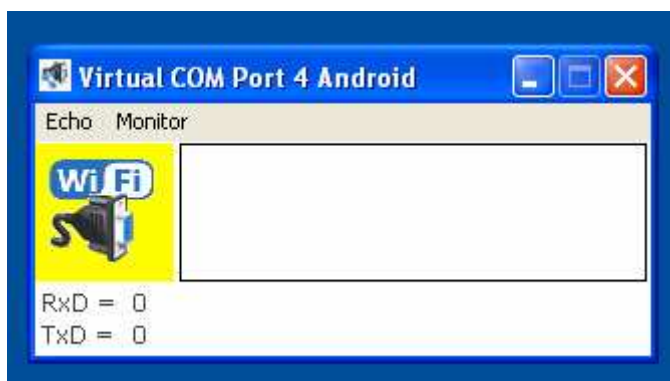 Virtual COM Port 4 Android
Echo Monitor
Wi Fi
RxD = 0
TxD = 0